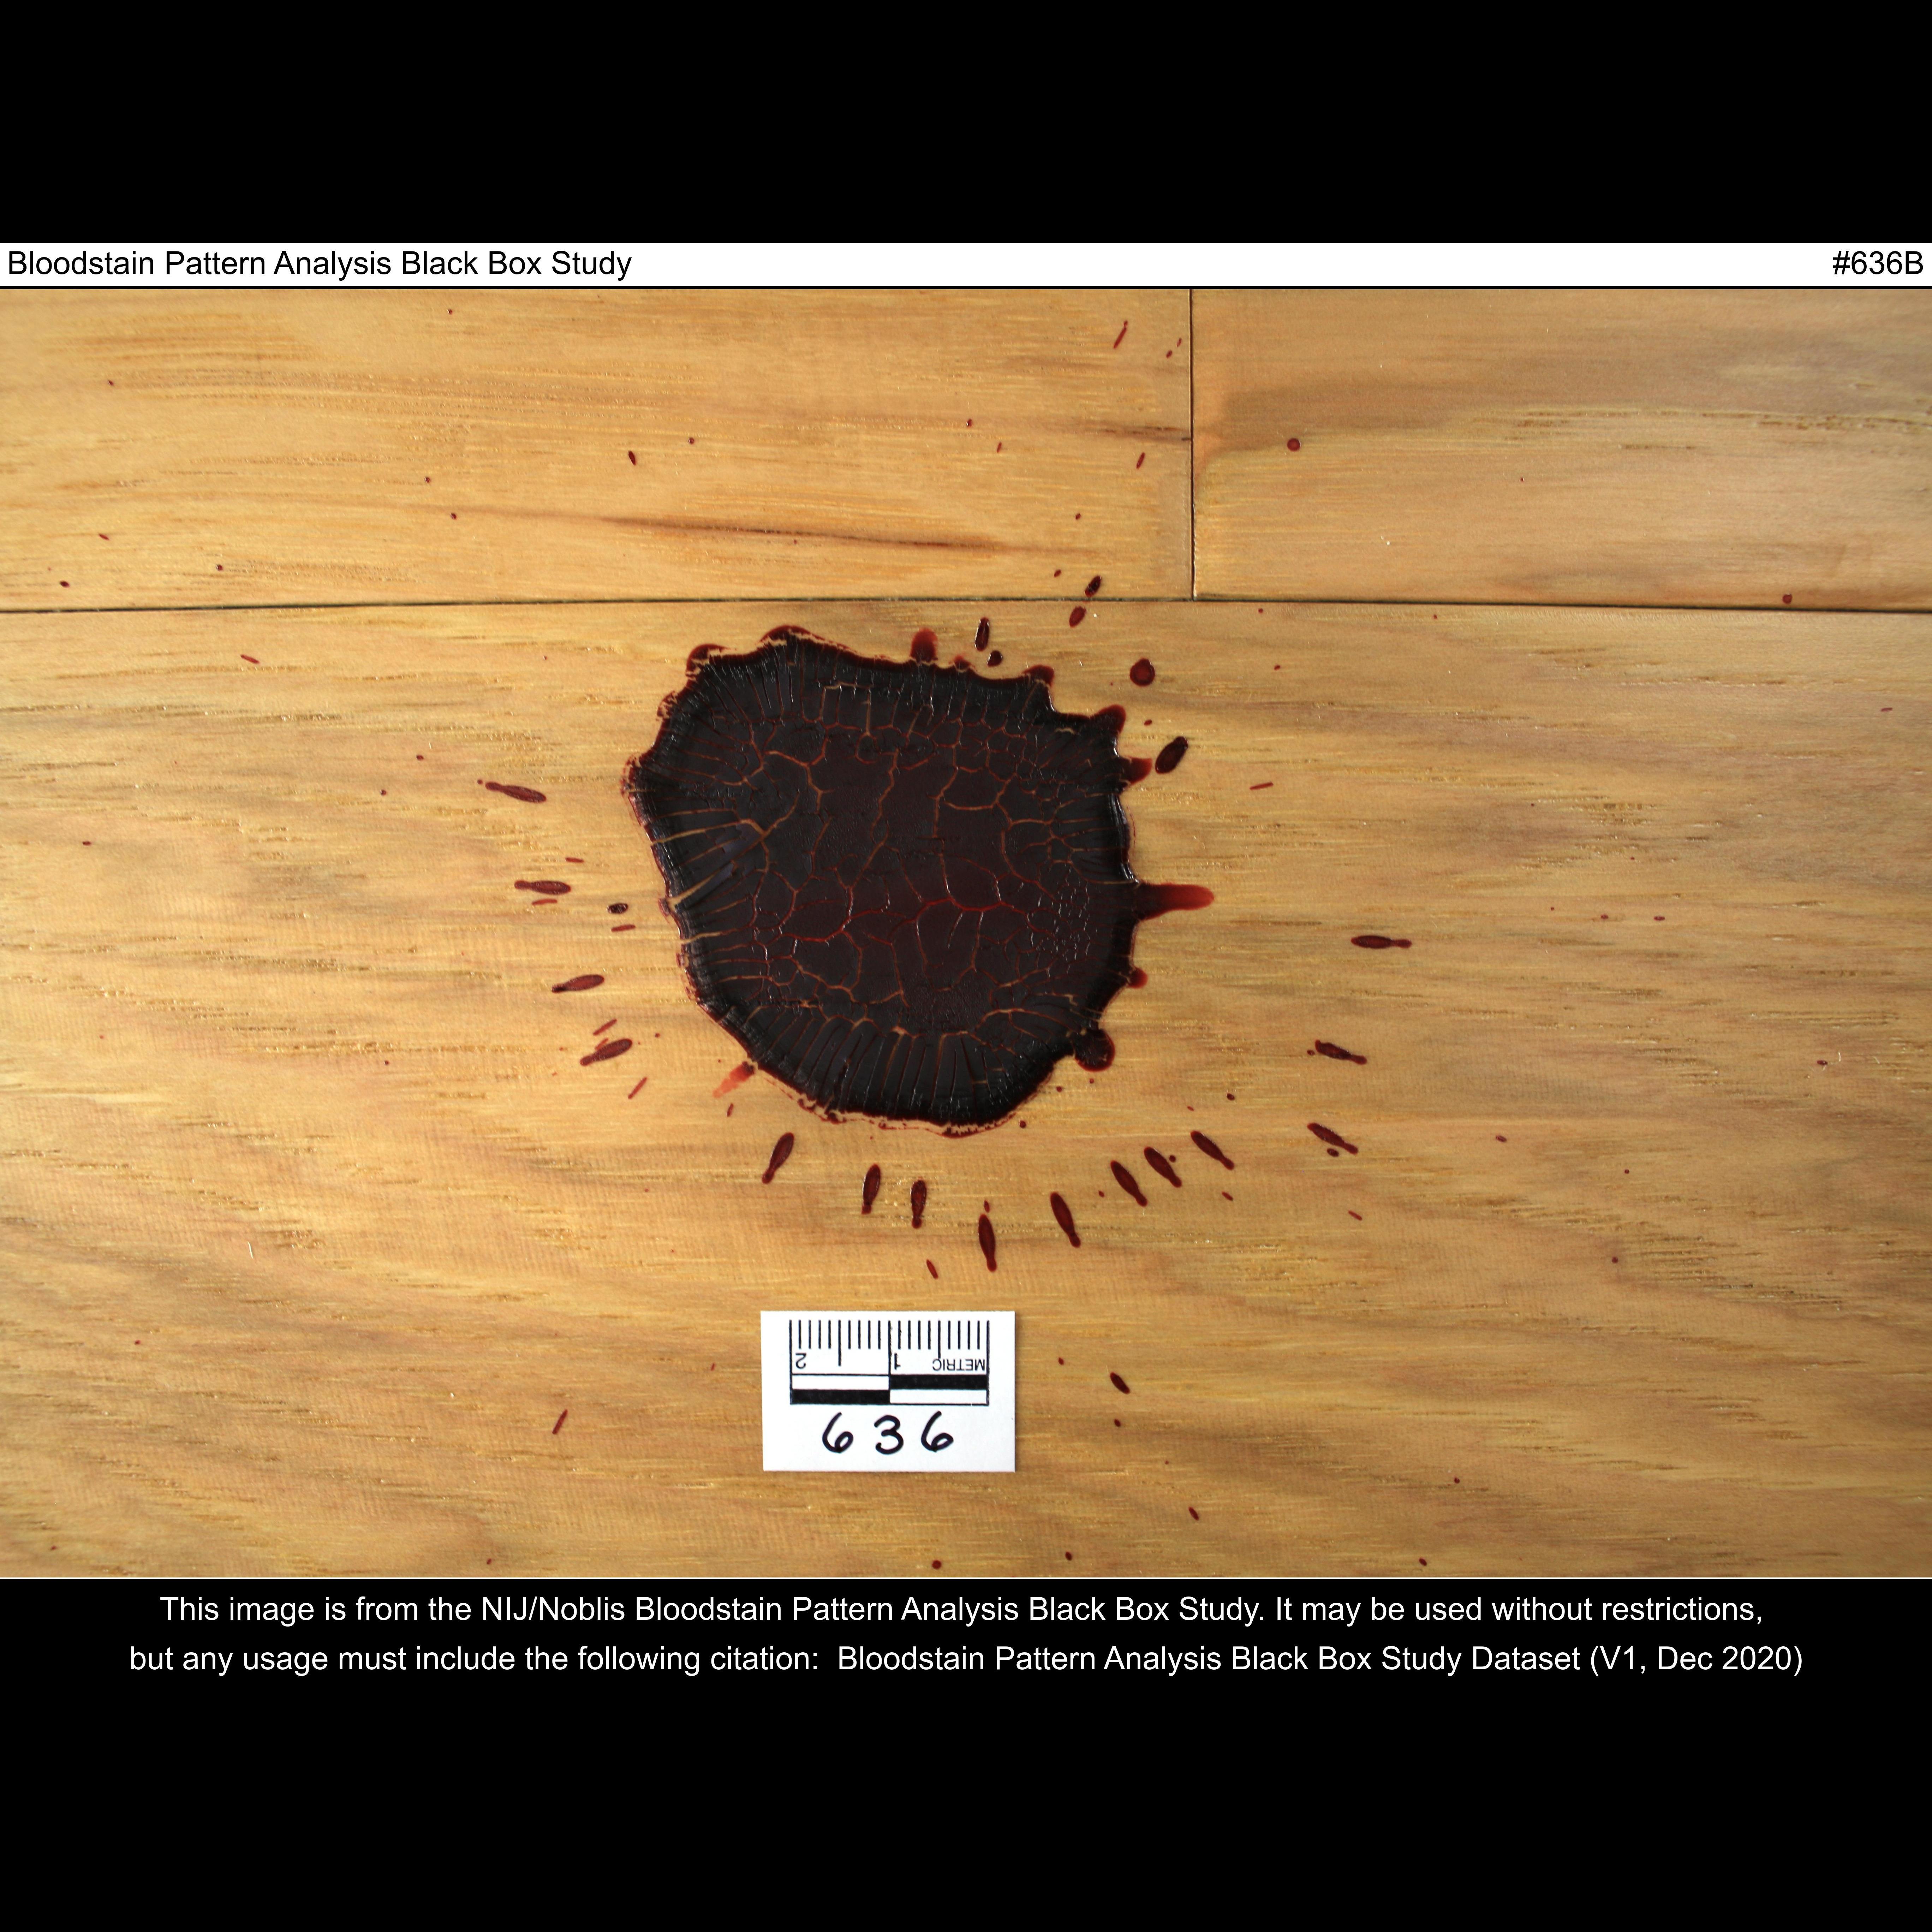 Bloodstain Pattern Analysis Black Box Study #636B
2 1 METRIC
636
This image is from the NIJ/Noblis Bloodstain Pattern Analysis Black Box Study. It may be used without restrictions,
but any usage must include the following citation: Bloodstain Pattern Analysis Black Box Study Dataset (V1, Dec 2020)